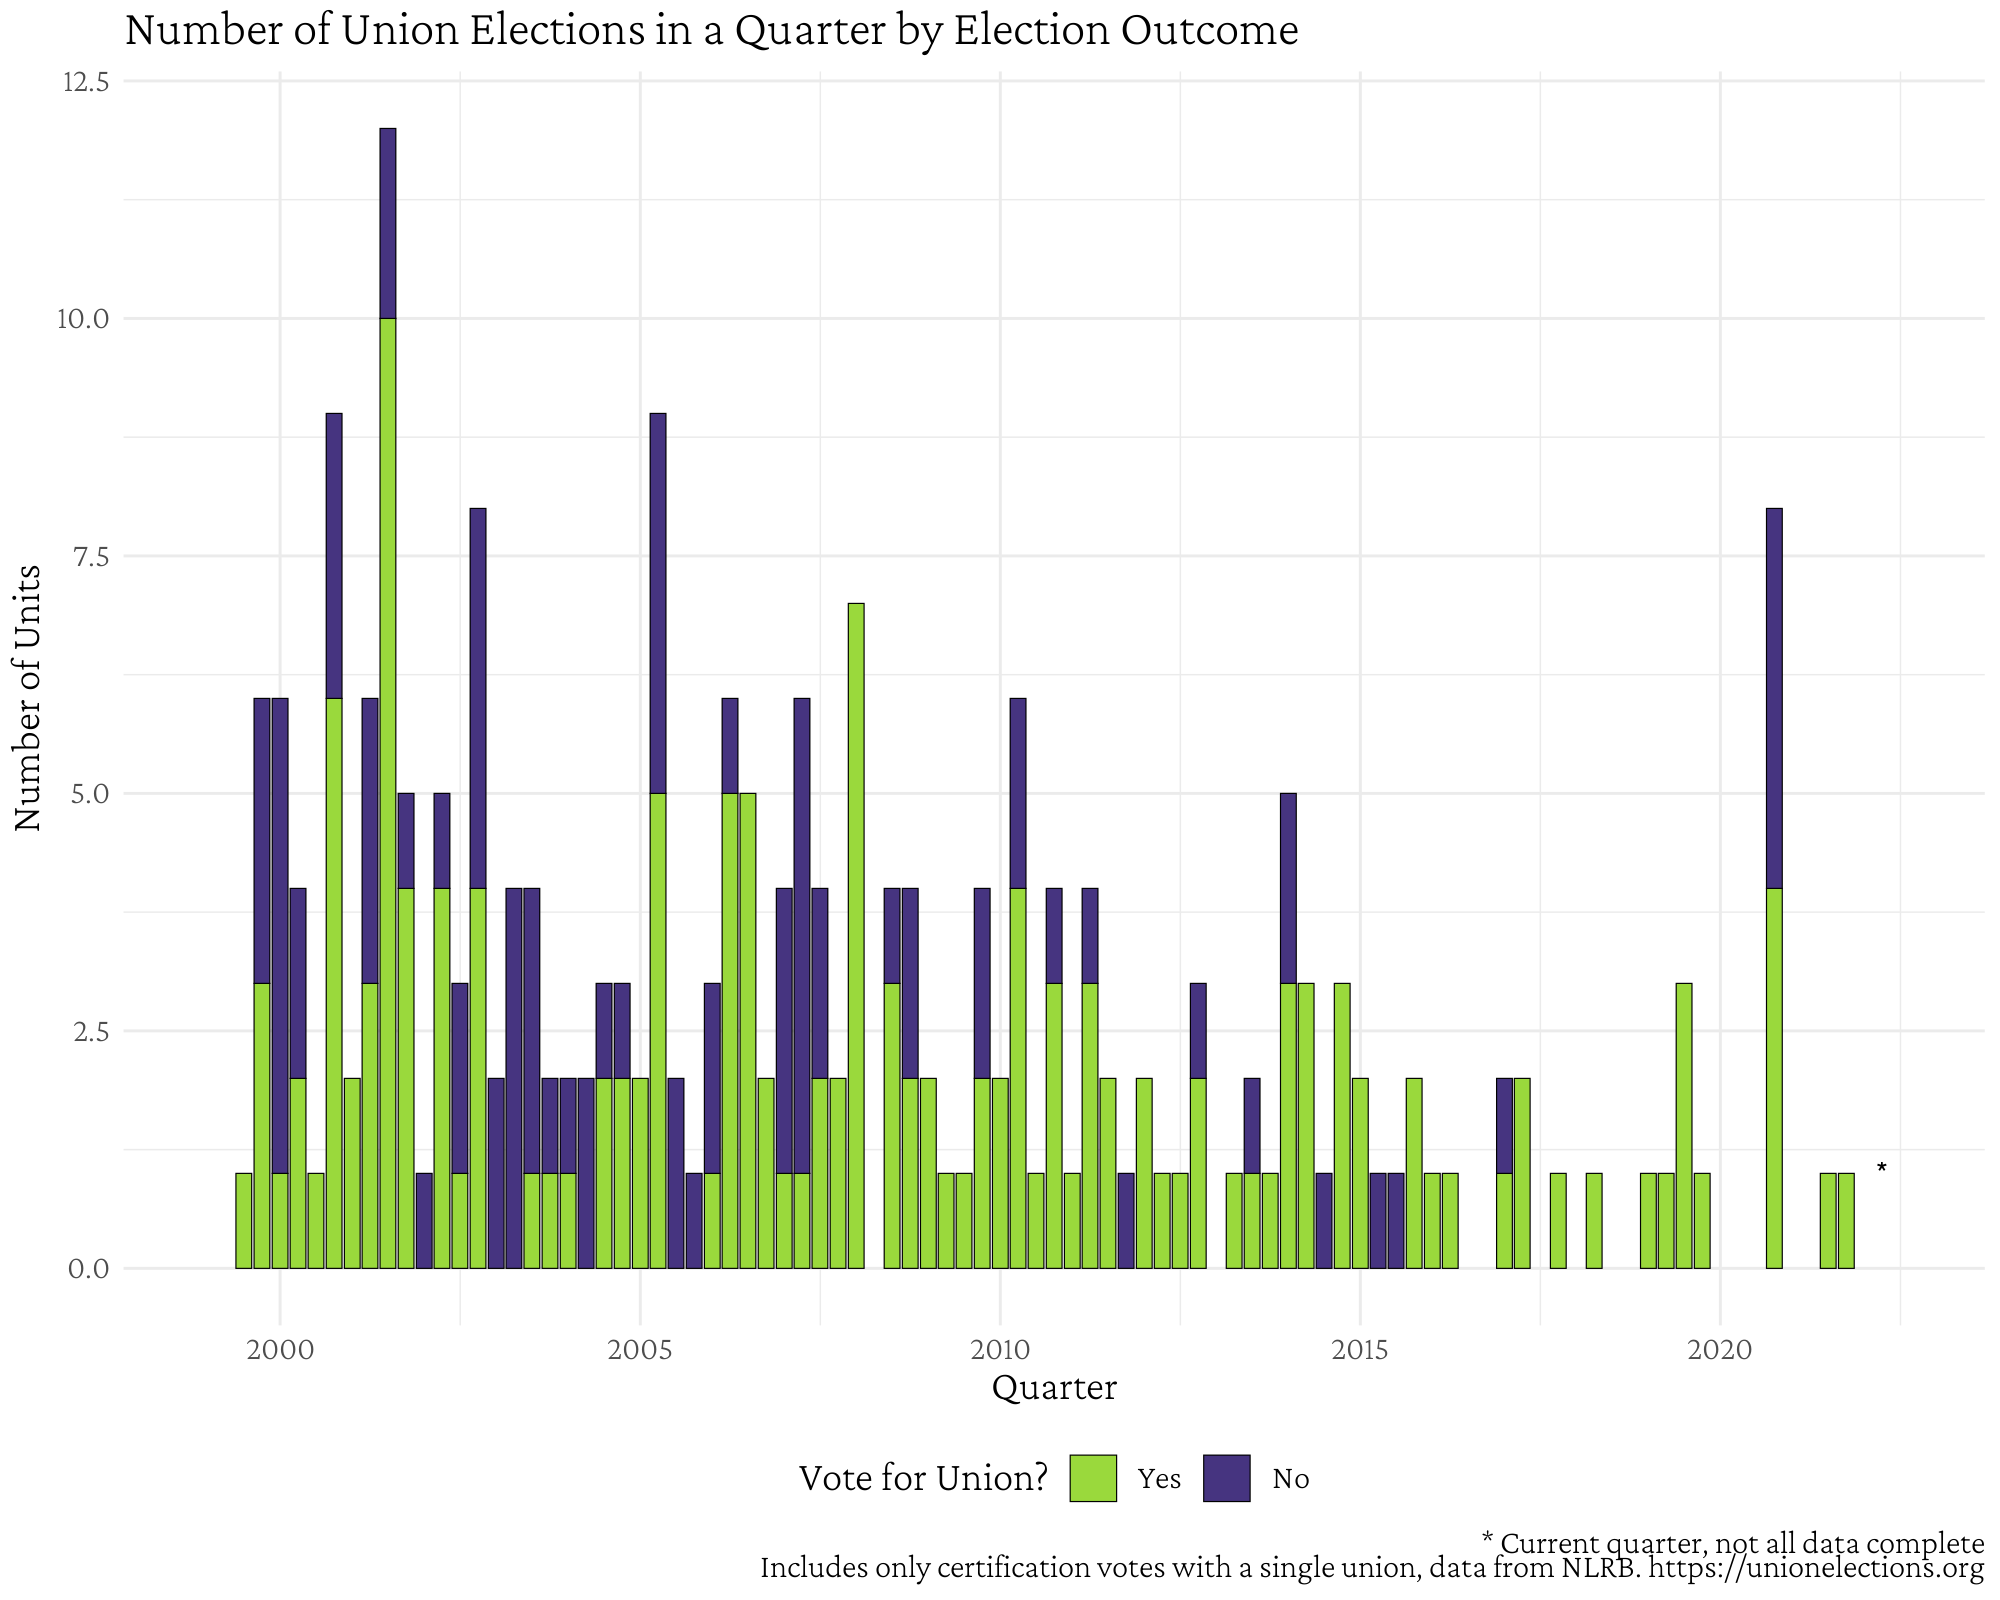 Number of Union Elections in a Quarter by Election Outcome
12.5
10.0
7.5
5.0
2.5
0.0
Number of Units
*
2000 2005 2010 2015 2020
Quarter
Vote for Union? Yes No
* Current quarter, not all data complete
Includes only certification votes with a single union, data from NLRB. https://unionelections.org